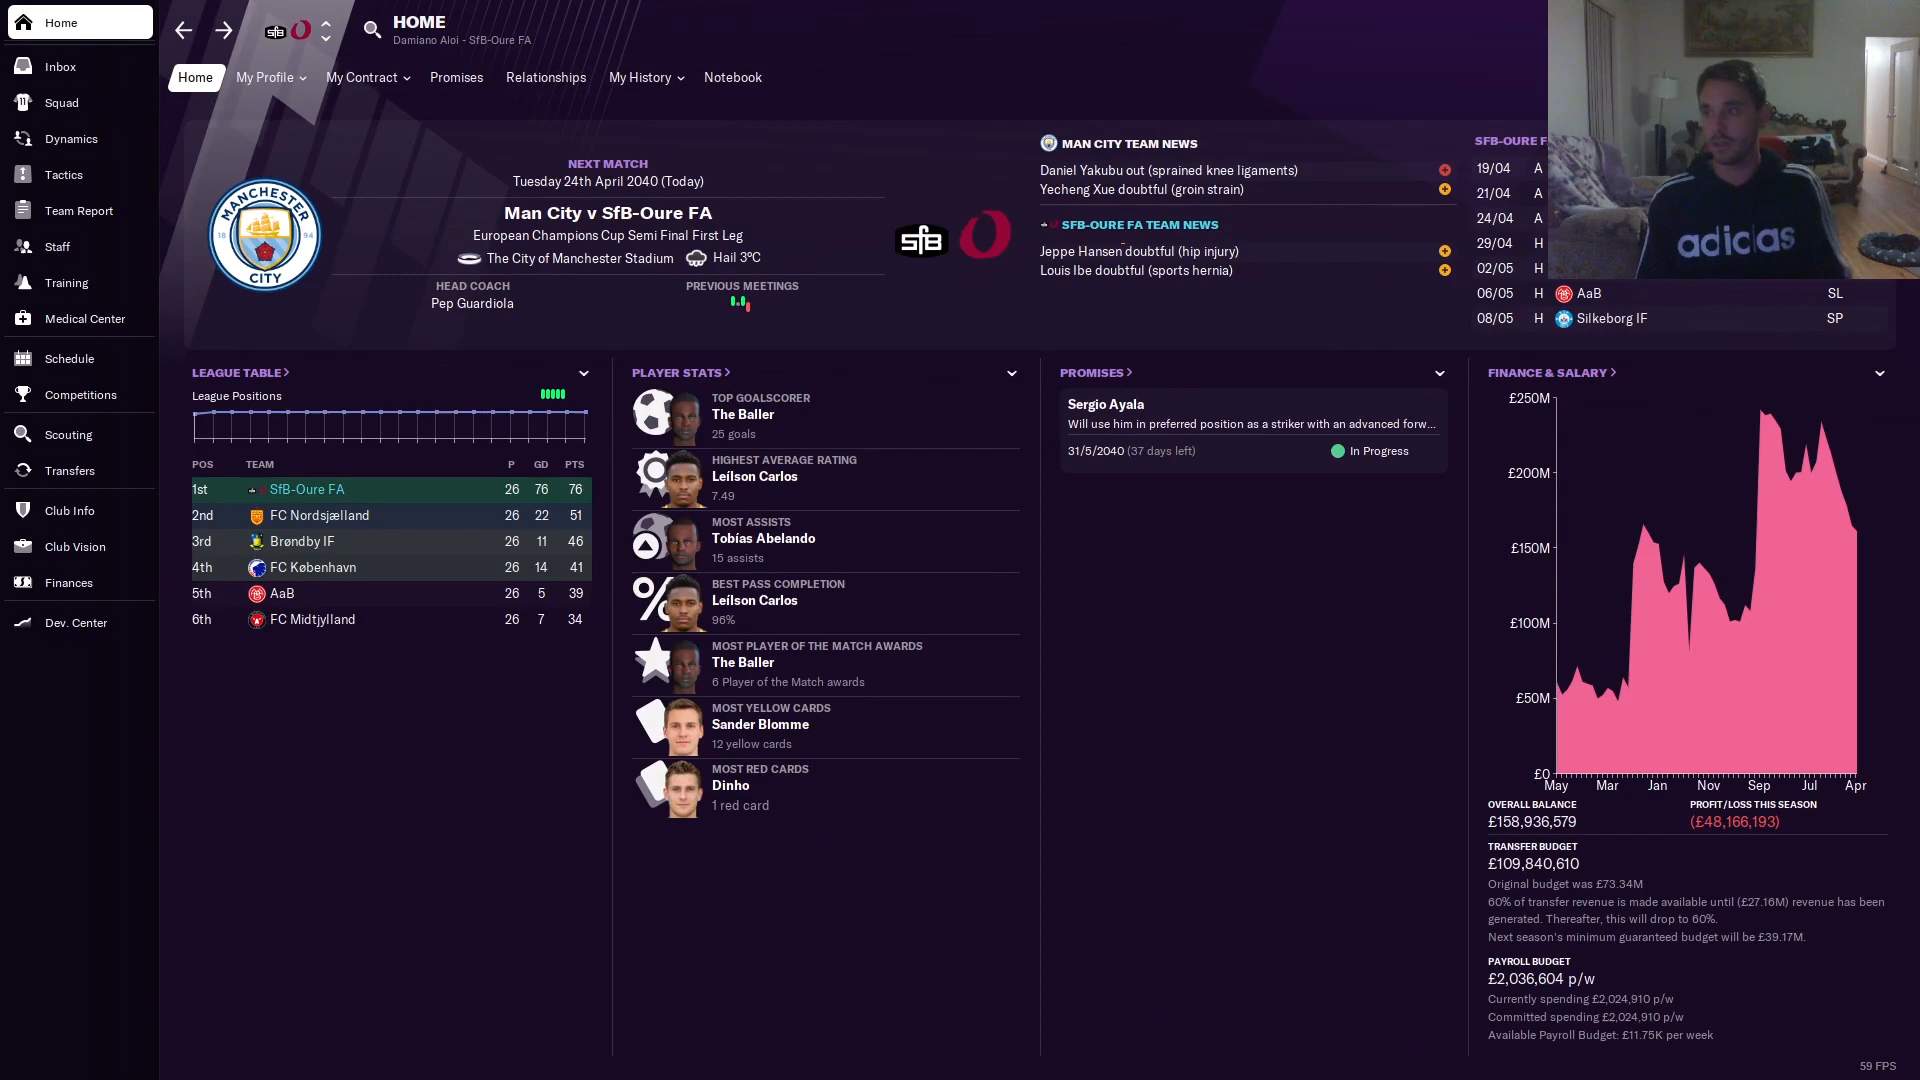 Home
Inbox
Squad
Dynamics
Tactics
Team Report
Staff
Training
Medical Center
Schedule
Competitions
Scouting
Transfers
Club Info
Club Vision
Finances
Dev. Center
sfB
HOME
Damiano Aloi - SfB-Oure FA
Home My Profile My Contract Promises Relationships My History Notebook
MANCHESTER
18 94
CITY
NEXT MATCH
Tuesday 24th April 2040 (Today)
Man City v SfB-Oure FA
European Champions Cup Semi Final First Leg
The City of Manchester Stadium Hail 3ºC
HEAD COACH
Pep Guardiola
PREVIOUS MEETINGS
sfB
MAN CITY TEAM NEWS
Daniel Yakubu out (sprained knee ligaments)
Yecheng Xue doubtful (groin strain)
SFB-OURE FA TEAM NEWS
Jeppe Hansen doubtful (hip injury)
Louis Ibe doubtful (sports hernia)
SFB-OURE F
19/04 A
21/04 A
24/04 A
29/04 H
02/05 H
06/05 H AaB SL
08/05 H Silkeborg IF SP
adidas
LEAGUE TABLE
League Positions
POS TEAM P GD PTS
1st SfB-Oure FA 26 76 76
2nd FC Nordsjælland 26 22 51
3rd Brøndby IF 26 11 46
4th FC København 26 14 41
5th AaB 26 5 39
6th FC Midtjylland 26 7 34
PLAYER STATS
TOP GOALSCORER
The Baller
25 goals
HIGHEST AVERAGE RATING
Leílson Carlos
7.49
MOST ASSISTS
Tobías Abelando
15 assists
BEST PASS COMPLETION
Leílson Carlos
96%
MOST PLAYER OF THE MATCH AWARDS
The Baller
6 Player of the Match awards
MOST YELLOW CARDS
Sander Blomme
12 yellow cards
MOST RED CARDS
Dinho
1 red card
PROMISES
Sergio Ayala
Will use him in preferred position as a striker with an advanced forw...
31/5/2040 (37 days left) In Progress
FINANCE & SALARY
£250M
£200M
£150M
£100M
£50M
£0
May Mar Jan Nov Sep Jul Apr
OVERALL BALANCE
£158,936,579
PROFIT/LOSS THIS SEASON
(£48,166,193)
TRANSFER BUDGET
£109,840,610
Original budget was £73.34M
60% of transfer revenue is made available until (£27.16M) revenue has been
generated. Thereafter, this will drop to 60%.
Next season's minimum guaranteed budget will be £39.17M.
PAYROLL BUDGET
£2,036,604 p/w
Currently spending £2,024,910 p/w
Committed spending £2,024,910 p/w
Available Payroll Budget: £11.75K per week
59 FPS